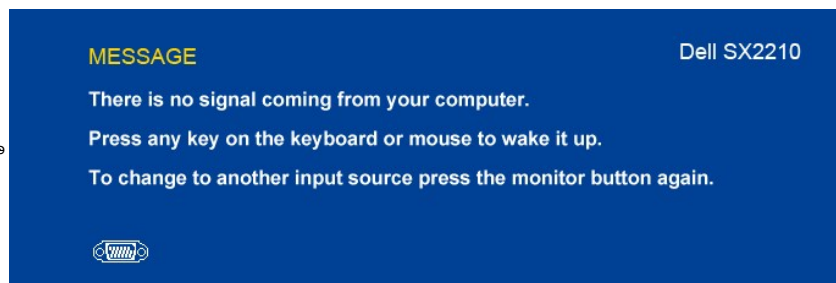 MESSAGE
Dell SX2210
There is no signal coming from your computer.
Press any key on the keyboard or mouse to wake it up.
To change to another input source press the monitor button again.